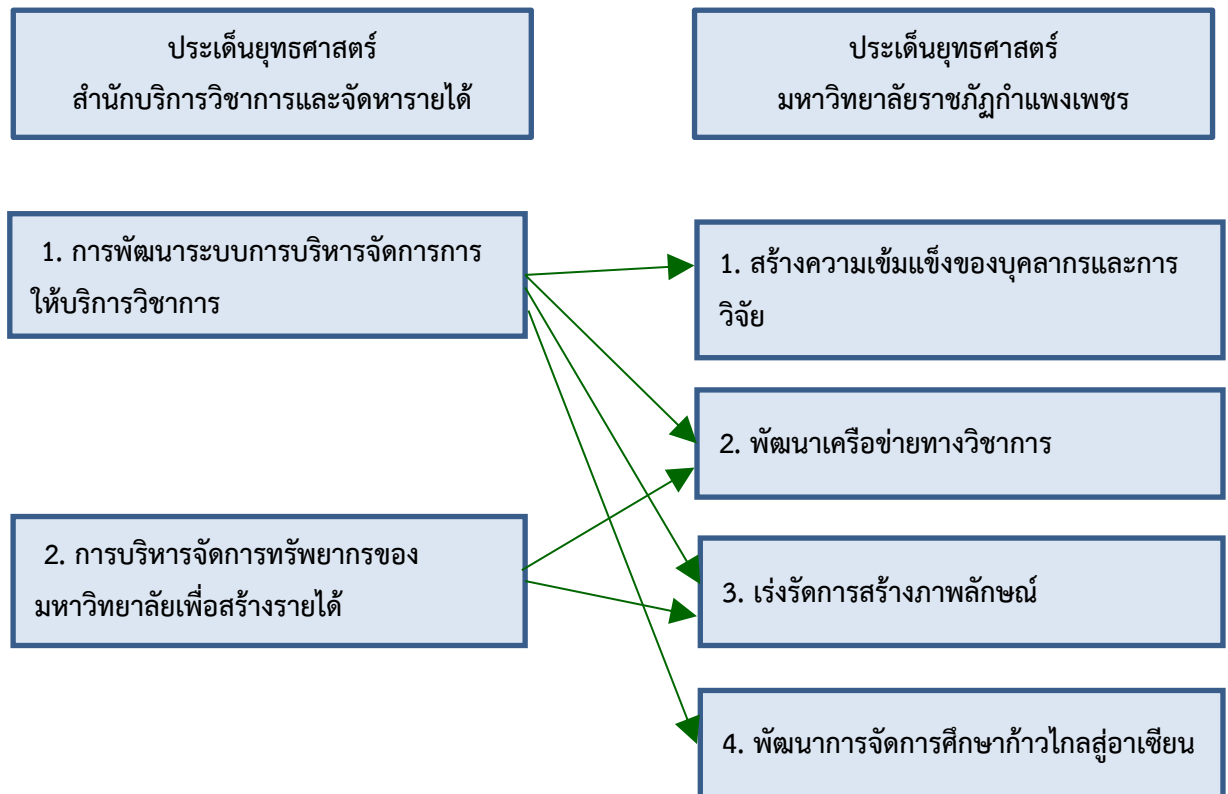 ประเด็นยุทธศาสตร์
สำนักบริการวิชาการและจัดหารายได้
ประเด็นยุทธศาสตร์
มหาวิทยาลัยราชภัฏกำแพงเพชร
1. การพัฒนาระบบการบริหารจัดการการ
ให้บริการวิชาการ
1. สร้างความเข้มแข็งของบุคลากรและการ
วิจัย
2. พัฒนาเครือข่ายทางวิชาการ
2. การบริหารจัดการทรัพยากรของ
มหาวิทยาลัยเพื่อสร้างรายได้
3. เร่งรัดการสร้างภาพลักษณ์
4. พัฒนาการจัดการศึกษาก้าวไกลสู่อาเซียน